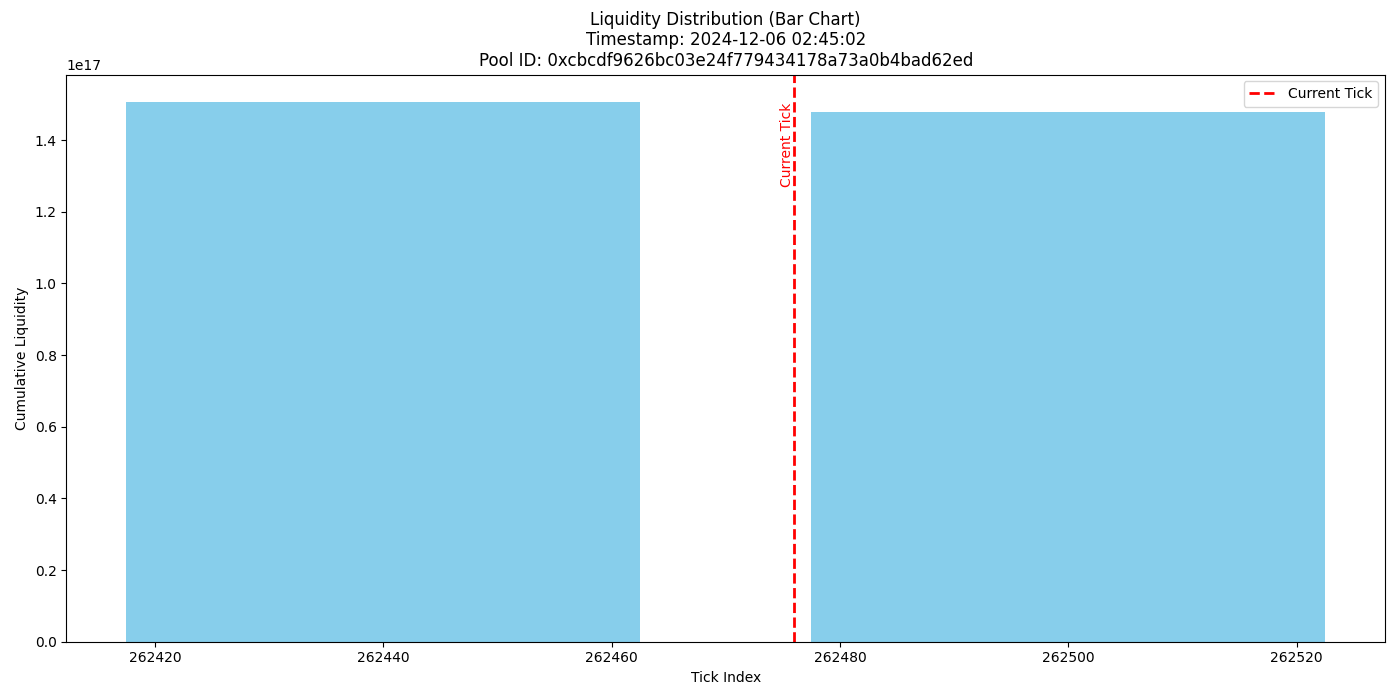 Liquidity Distribution (Bar Chart)
Timestamp: 2024-12-06 02:45:02
Pool ID: 0xcbcdf9626bc03e24f779434178a73a0b4bad62ed
1e17
Current Tick
Current Tick
Cumulative Liquidity
1.4
1.2
1.0
0.8
0.6
0.4
0.2
0.0
262420 262440 262460 262480 262500 262520
Tick Index